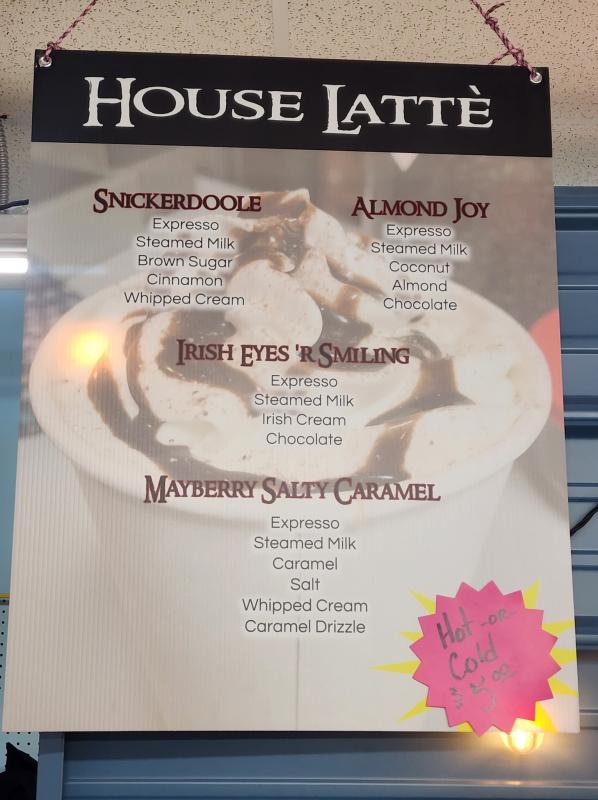 HOUSE LATTÈ
SNICKERDOOLE
Expresso
Steamed Milk
Brown Sugar
Cinnamon
Whipped Cream
ALMOND JOY
Expresso
Steamed Milk
Coconut
Almond
Chocolate
IRISH EYES 'R SMILING
Expresso
Steamed Milk
Irish Cream
Chocolate
MAYBERRY SALTY CARAMEL
Expresso
Steamed Milk
Caramel
Salt
Whipped Cream
Caramel Drizzle
Hot -or-
Cold
$5.00